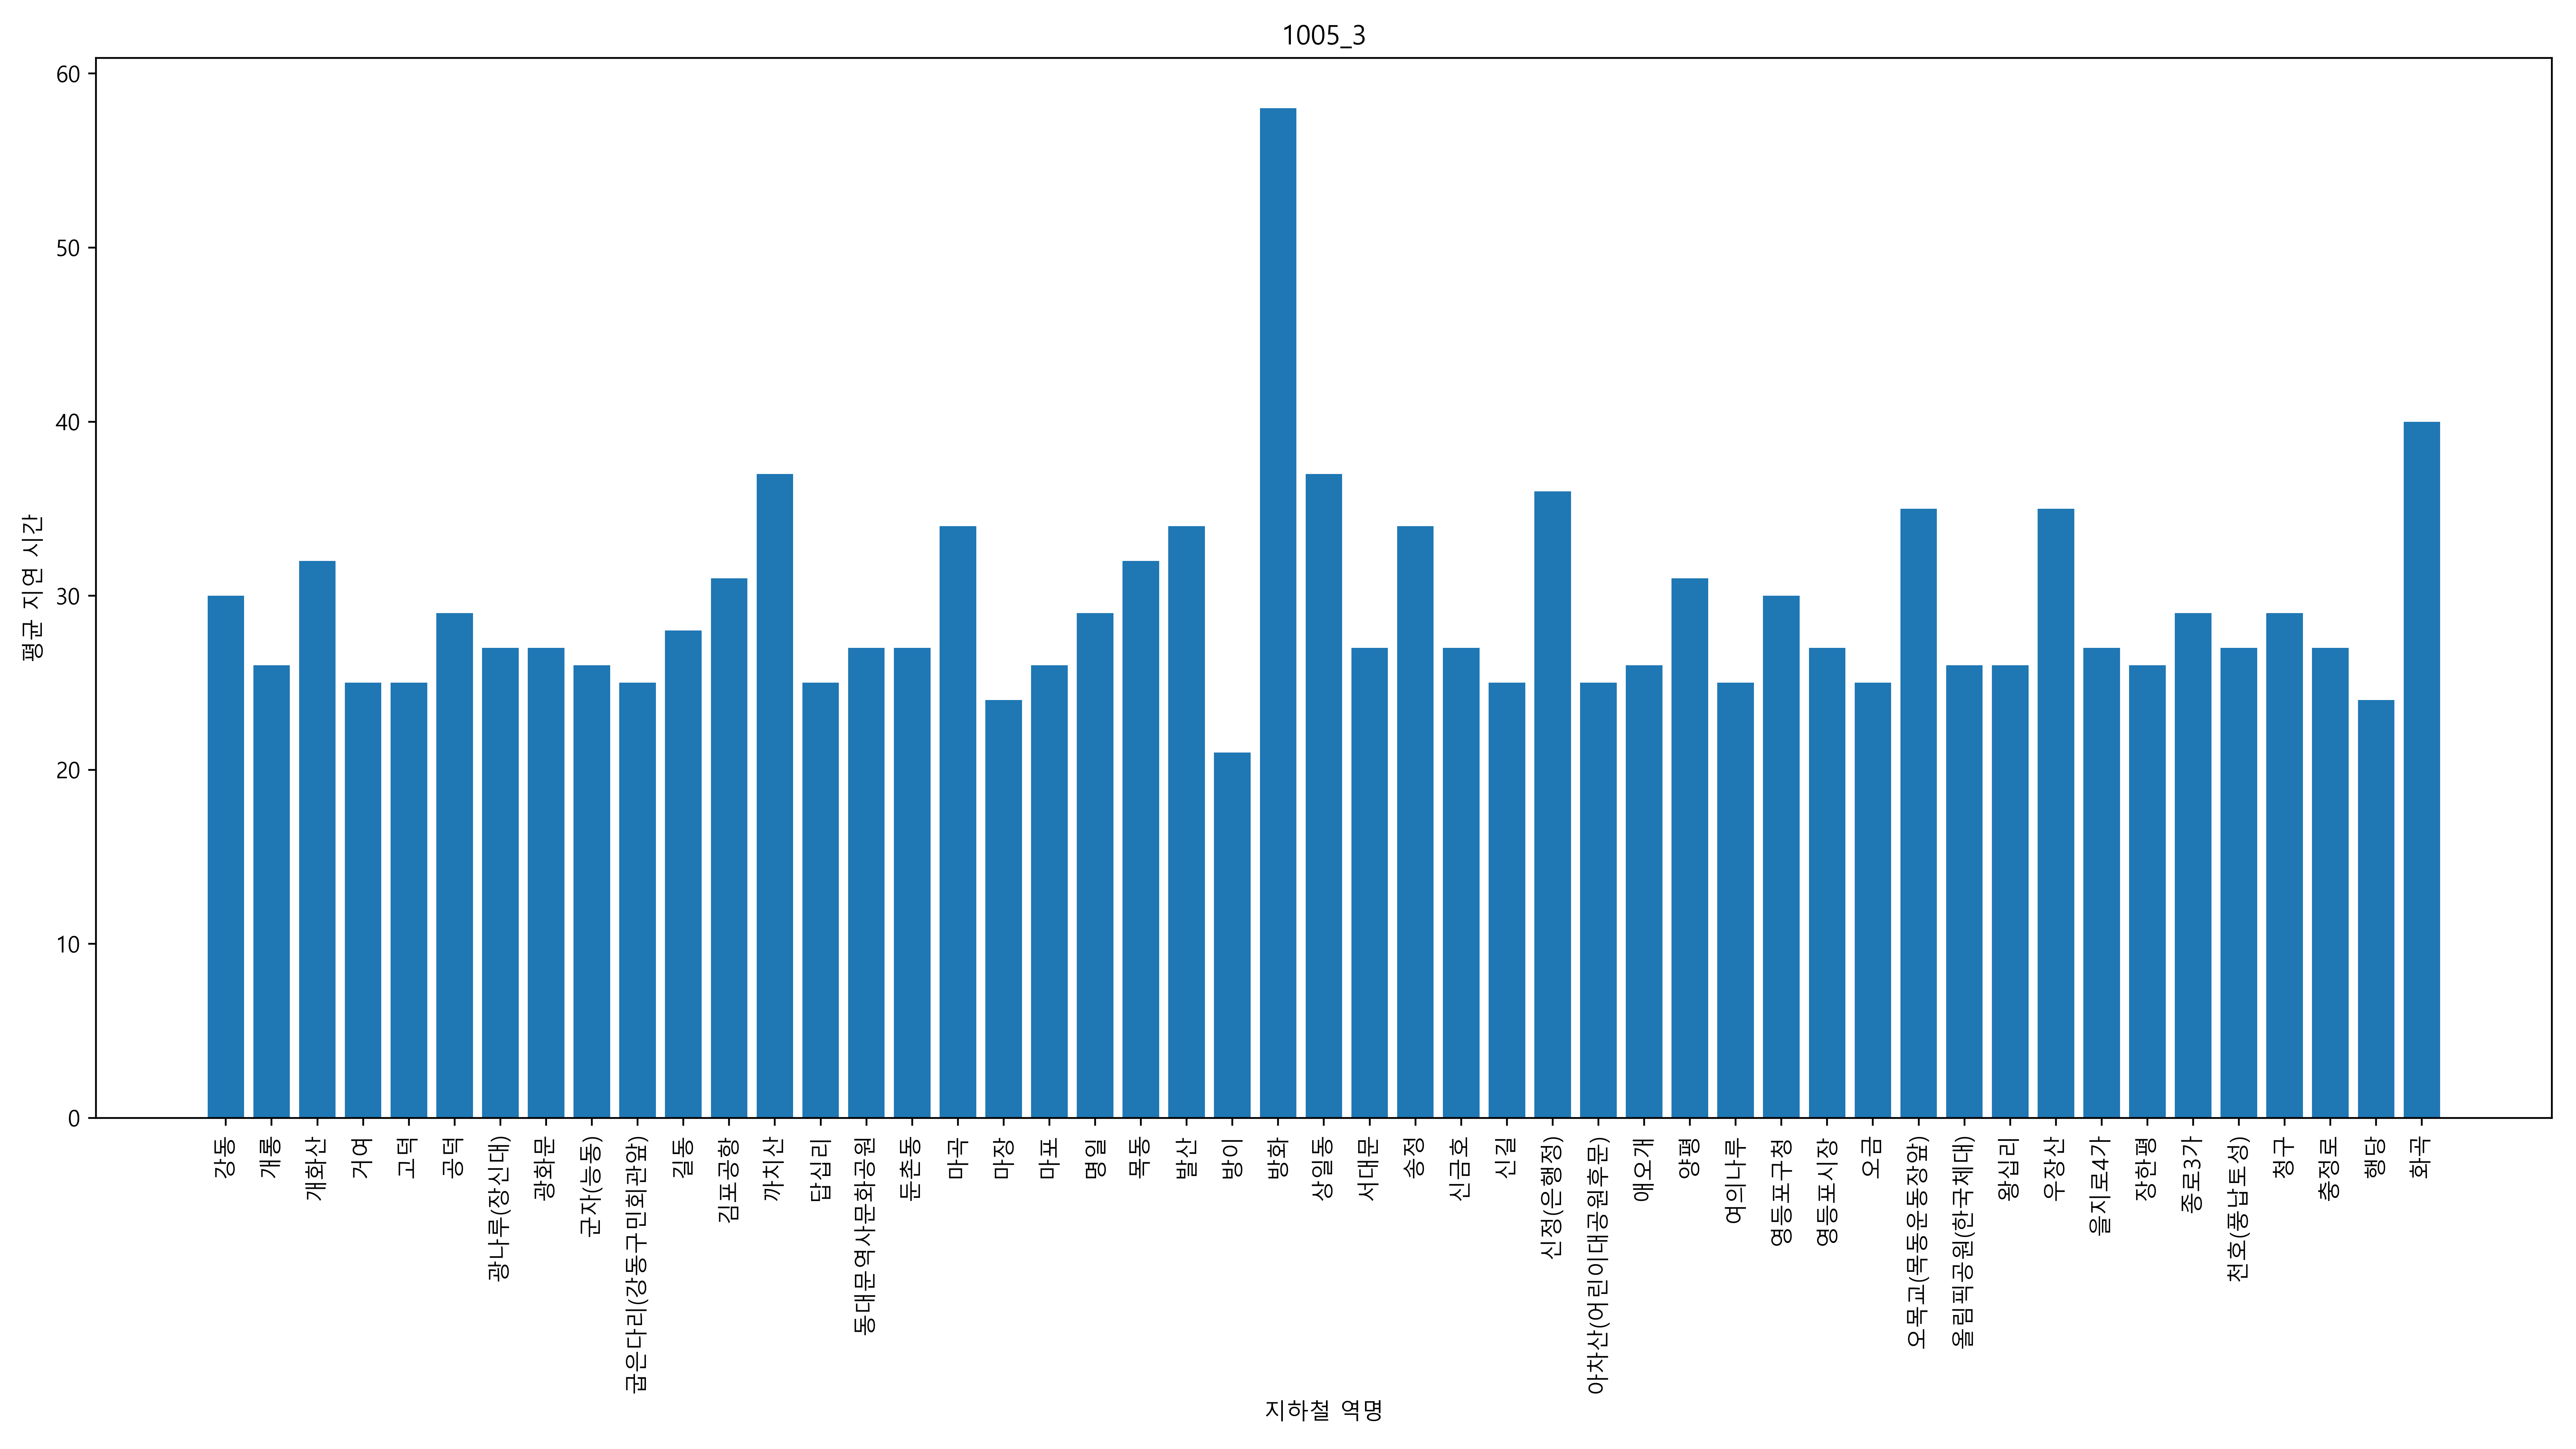 1005_3
평균 지연 시간
60
50
40
30
20
10
0
강동
개롱
개화산
거여
고덕
공덕
광나루(장신대)
광화문
군자(능동)
굽은다리(강동구민회관앞)
길동
김포공항
까치산
답십리
동대문역사문화공원
둔촌동
마곡
마장
마포
명일
목동
발산
방이
방화
상일동
서대문
송정
신금호
신길
신정(은행정)
아차산(어린이대공원후문)
애오개
양평
여의나루
영등포구청
영등포시장
오금
오목교(목동운동장앞)
올림픽공원(한국체대)
왕십리
우장산
을지로4가
장한평
종로3가
천호(풍납토성)
청구
충정로
행당
화곡
지하철 역명